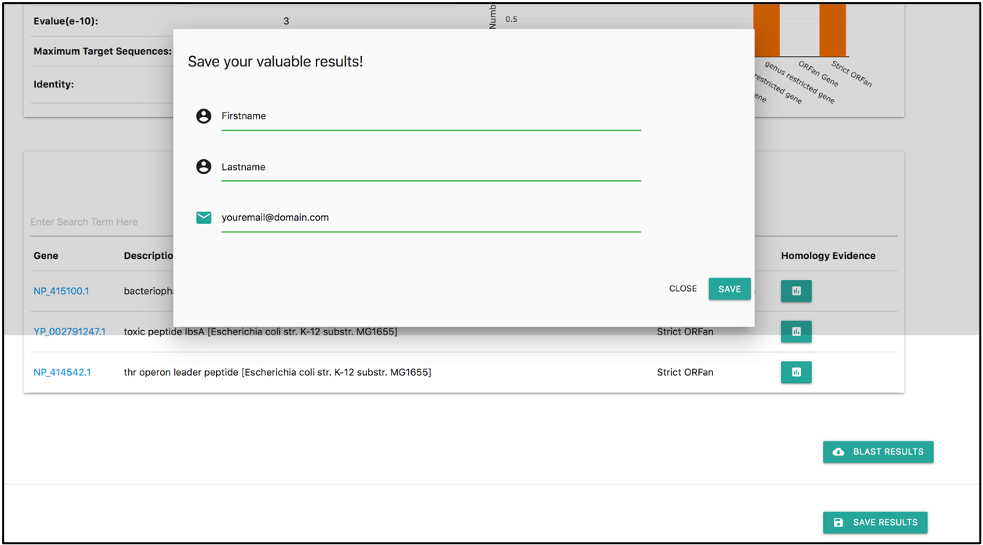 Evalue(e-10): 3
Maximum Target Sequences:
Identity:
Numb
0.5
genus restricted gene
ORFan Gene
Strict ORFan
restricted gene
ene
Save your valuable results!
Firstname
Lastname
youremail@domain.com
CLOSE SAVE
Enter Search Term Here
Gene Descriptio Homology Evidence
NP_415100.1 bacterioph
YP_002791247.1 toxic peptide IbsA [Escherichia coli str. K-12 substr. MG1655] Strict ORFan
NP_414542.1 thr operon leader peptide [Escherichia coli str. K-12 substr. MG1655] Strict ORFan
BLAST RESULTS
SAVE RESULTS